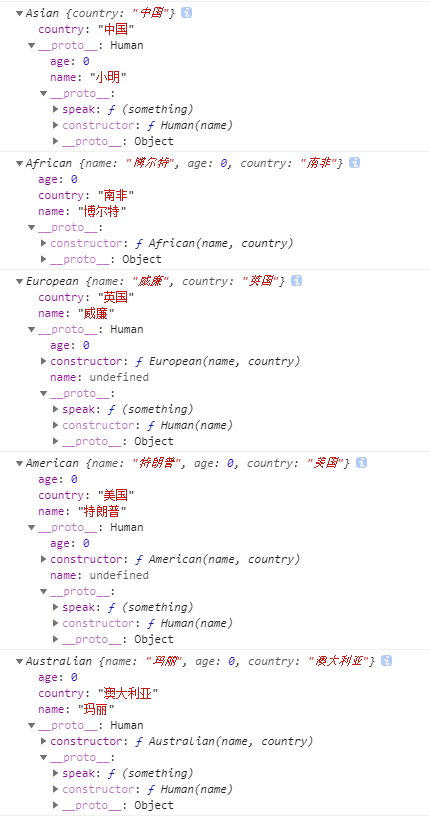 ▼Asian {country: "中国"} i
country: "中国"
▼__proto__: Human
age: 0
name: "小明"
▼__proto__:
▶speak: ƒ (something)
▶constructor: ƒ Human(name)
▶__proto__: Object
▼African {name: "博尔特", age: 0, country: "南非"} i
age: 0
country: "南非"
name: "博尔特"
▼__proto__:
▶constructor: ƒ African(name, country)
▶__proto__: Object
▼European {name: "威廉", country: "英国"} i
country: "英国"
name: "威廉"
▼__proto__: Human
age: 0
▶constructor: ƒ European(name, country)
name: undefined
▼__proto__:
▶speak: ƒ (something)
▶constructor: ƒ Human(name)
▶__proto__: Object
▼American {name: "特朗普", age: 0, country: "美国"} i
age: 0
country: "美国"
name: "特朗普"
▼__proto__: Human
age: 0
▶constructor: ƒ American(name, country)
name: undefined
▼__proto__:
▶speak: ƒ (something)
▶constructor: ƒ Human(name)
▶__proto__: Object
▼Australian {name: "玛丽", age: 0, country: "澳大利亚"} i
age: 0
country: "澳大利亚"
name: "玛丽"
▼__proto__: Human
▶constructor: ƒ Australian(name, country)
▼__proto__:
▶speak: ƒ (something)
▶constructor: ƒ Human(name)
▶__proto__: Object